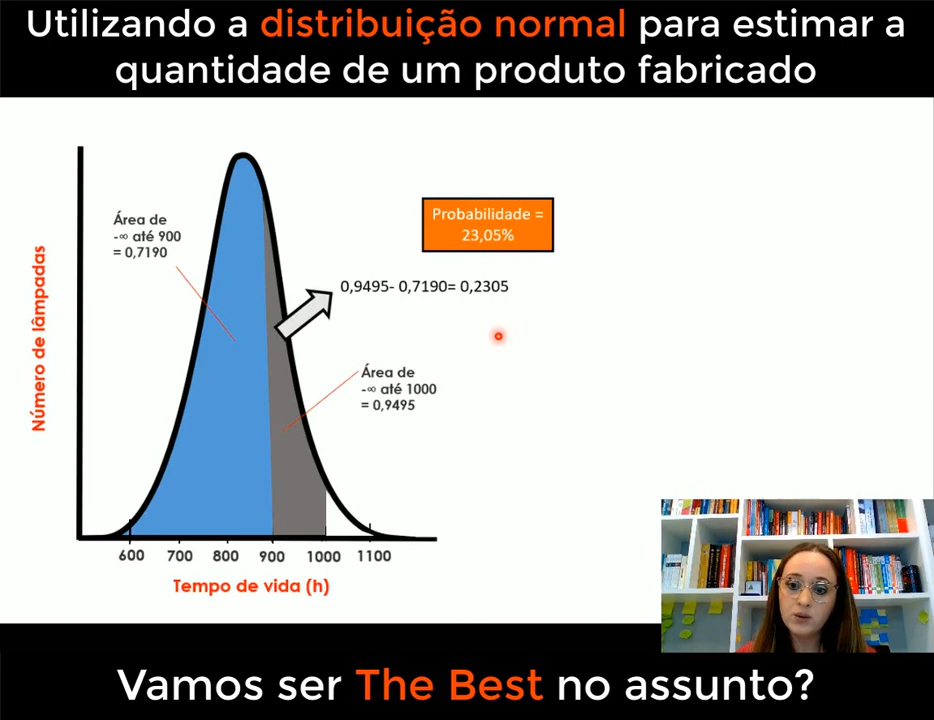 Utilizando a distribuição normal para estimar a
quantidade de um produto fabricado
Área de
-∞ até 900
= 0,7190
Probabilidade =
23,05%
0,9495- 0,7190= 0,2305
Área de
-∞ até 1000
= 0,9495
Número de lâmpadas
600 700 800 900 1000 1100
Tempo de vida (h)
Vamos ser The Best no assunto?